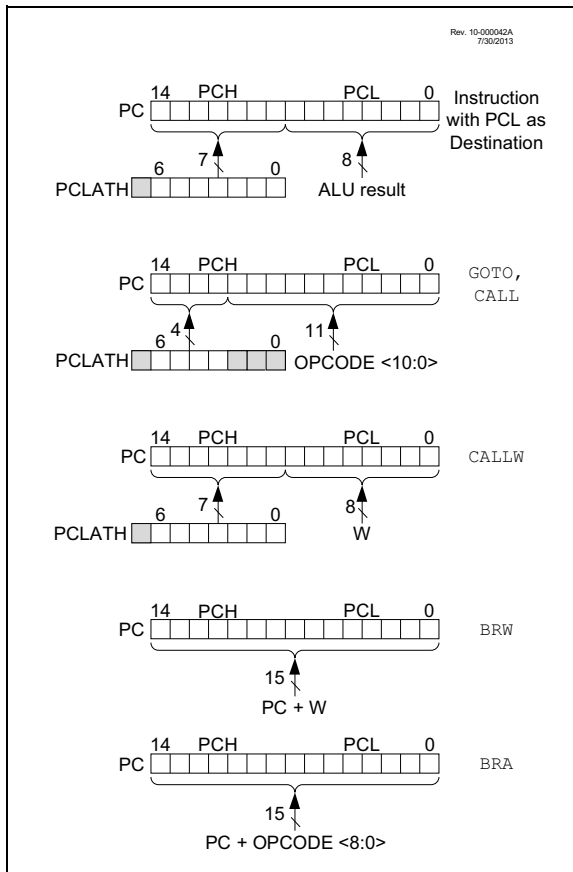 Rev. 10-000042A
7/30/2013
14 PCH PCL 0
PC
Instruction
with PCL as
Destination
7 8
6 0
PCLATH
ALU result
14 PCH PCL 0
PC
GOTO,
CALL
4 11
6 0
PCLATH
OPCODE <10:0>
14 PCH PCL 0
PC
CALLW
7 8
6 0
PCLATH
W
14 PCH PCL 0
PC
BRW
15
PC + W
14 PCH PCL 0
PC
BRA
15
PC + OPCODE <8:0>